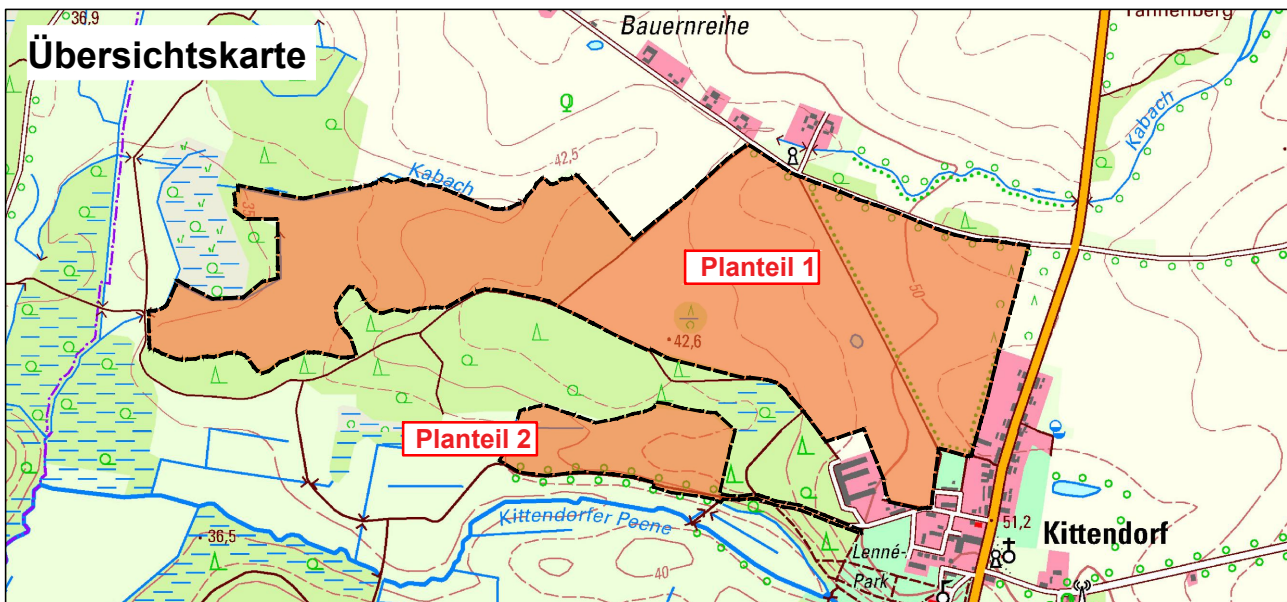 36,9
Bauernreihe
Tannenberg
Übersichtskarte
Kabach
42,5
Kabach
35
Planteil 1
50
42,6
Planteil 2
Kittendorfer Peene
36,5
40
51,2
Kittendorf
Lenné-
Park